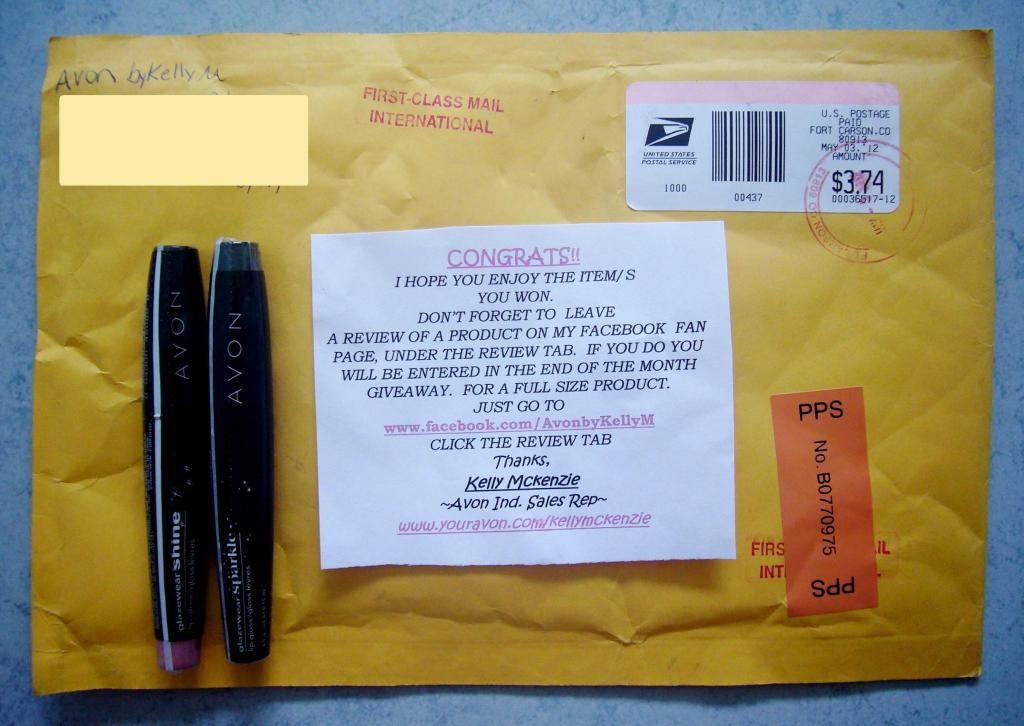 Avon by Kelly M
FIRST-CLASS MAIL
INTERNATIONAL
UNITED STATES
POSTAL SERVICE
1000
00437
U.S. POSTAGE
PAID
FORT CARSON.CO
80913
MAY 03. '12
AMOUNT
$3.74
00036517-12
CONGRATS!!
I HOPE YOU ENJOY THE ITEM/S
YOU WON.
DON'T FORGET TO LEAVE
A REVIEW OF A PRODUCT ON MY FACEBOOK FAN
PAGE, UNDER THE REVIEW TAB. IF YOU DO YOU
WILL BE ENTERED IN THE END OF THE MONTH
GIVEAWAY. FOR A FULL SIZE PRODUCT.
JUST GO TO
www.facebook.com/AvonbyKellyM
CLICK THE REVIEW TAB
Thanks,
Kelly Mckenzie
~Avon Ind. Sales Rep~
www.youravon.com/kellymckenzie
AVON
glazewear shine
AVON
glazewear sparkle
lip gloss/gloss lèvres
PPS
No. B0770975
PPS